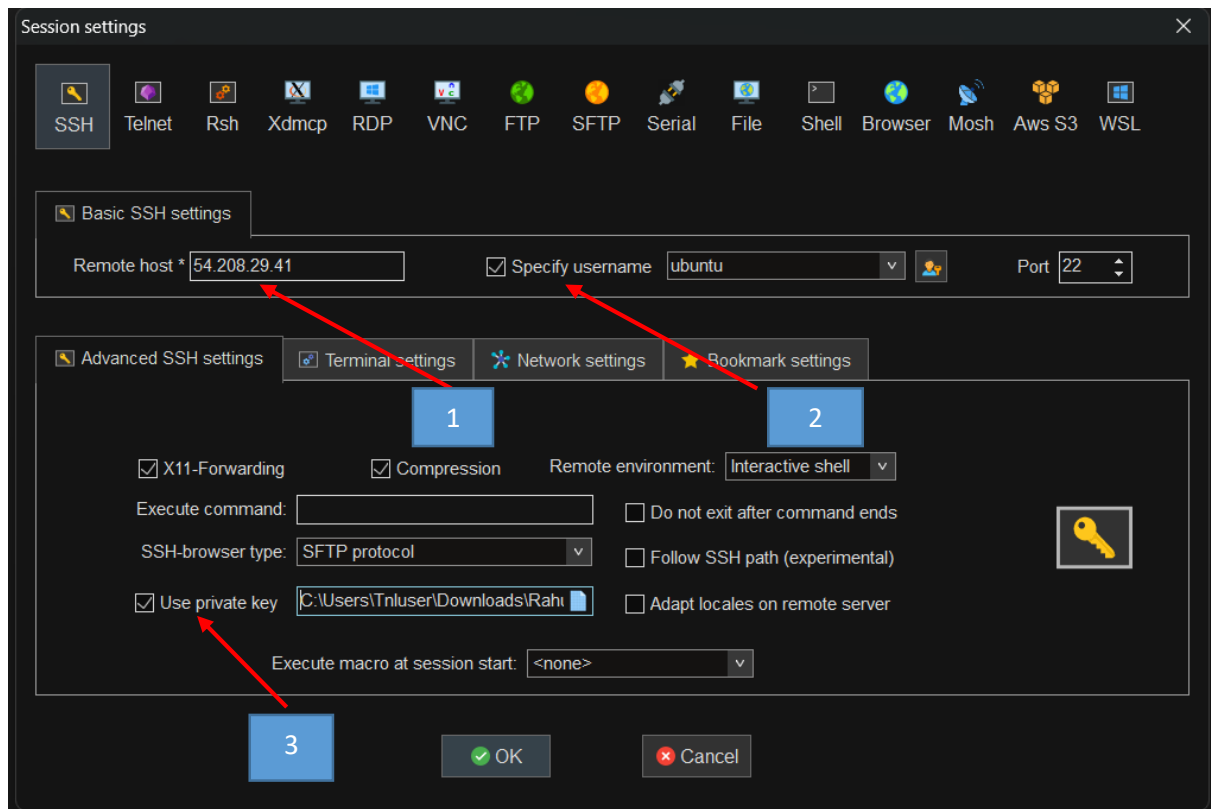 Session settings
SSH Telnet Rsh Xdmcp RDP VNC FTP SFTP Serial File Shell Browser Mosh Aws S3 WSL
Basic SSH settings
Remote host * 54.208.29.41 Specify username ubuntu Port 22
Advanced SSH settings Terminal settings Network settings Bookmark settings
1 2
X11-Forwarding Compression Remote environment: Interactive shell
Execute command: Do not exit after command ends
SSH-browser type: SFTP protocol Follow SSH path (experimental)
Use private key C:\Users\Tnluser\Downloads\Rahu Adapt locales on remote server
Execute macro at session start: <none>
3
OK Cancel